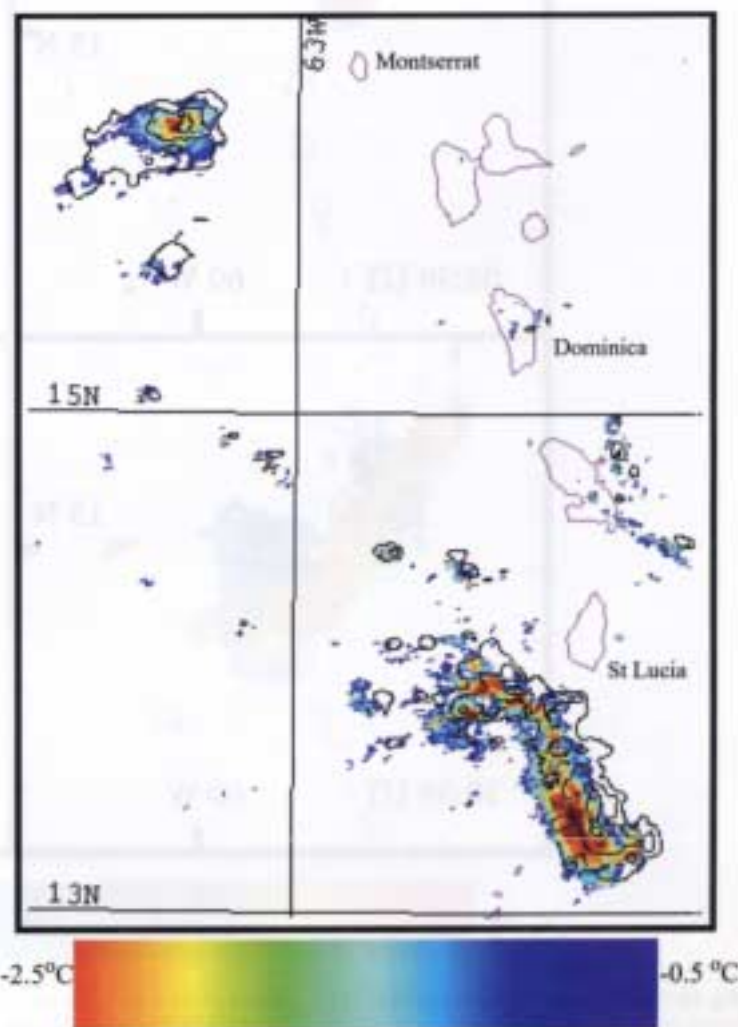 63W
Montserrat
Dominica
15N
St Lucia
13N
-2.5°C
-0.5 °C